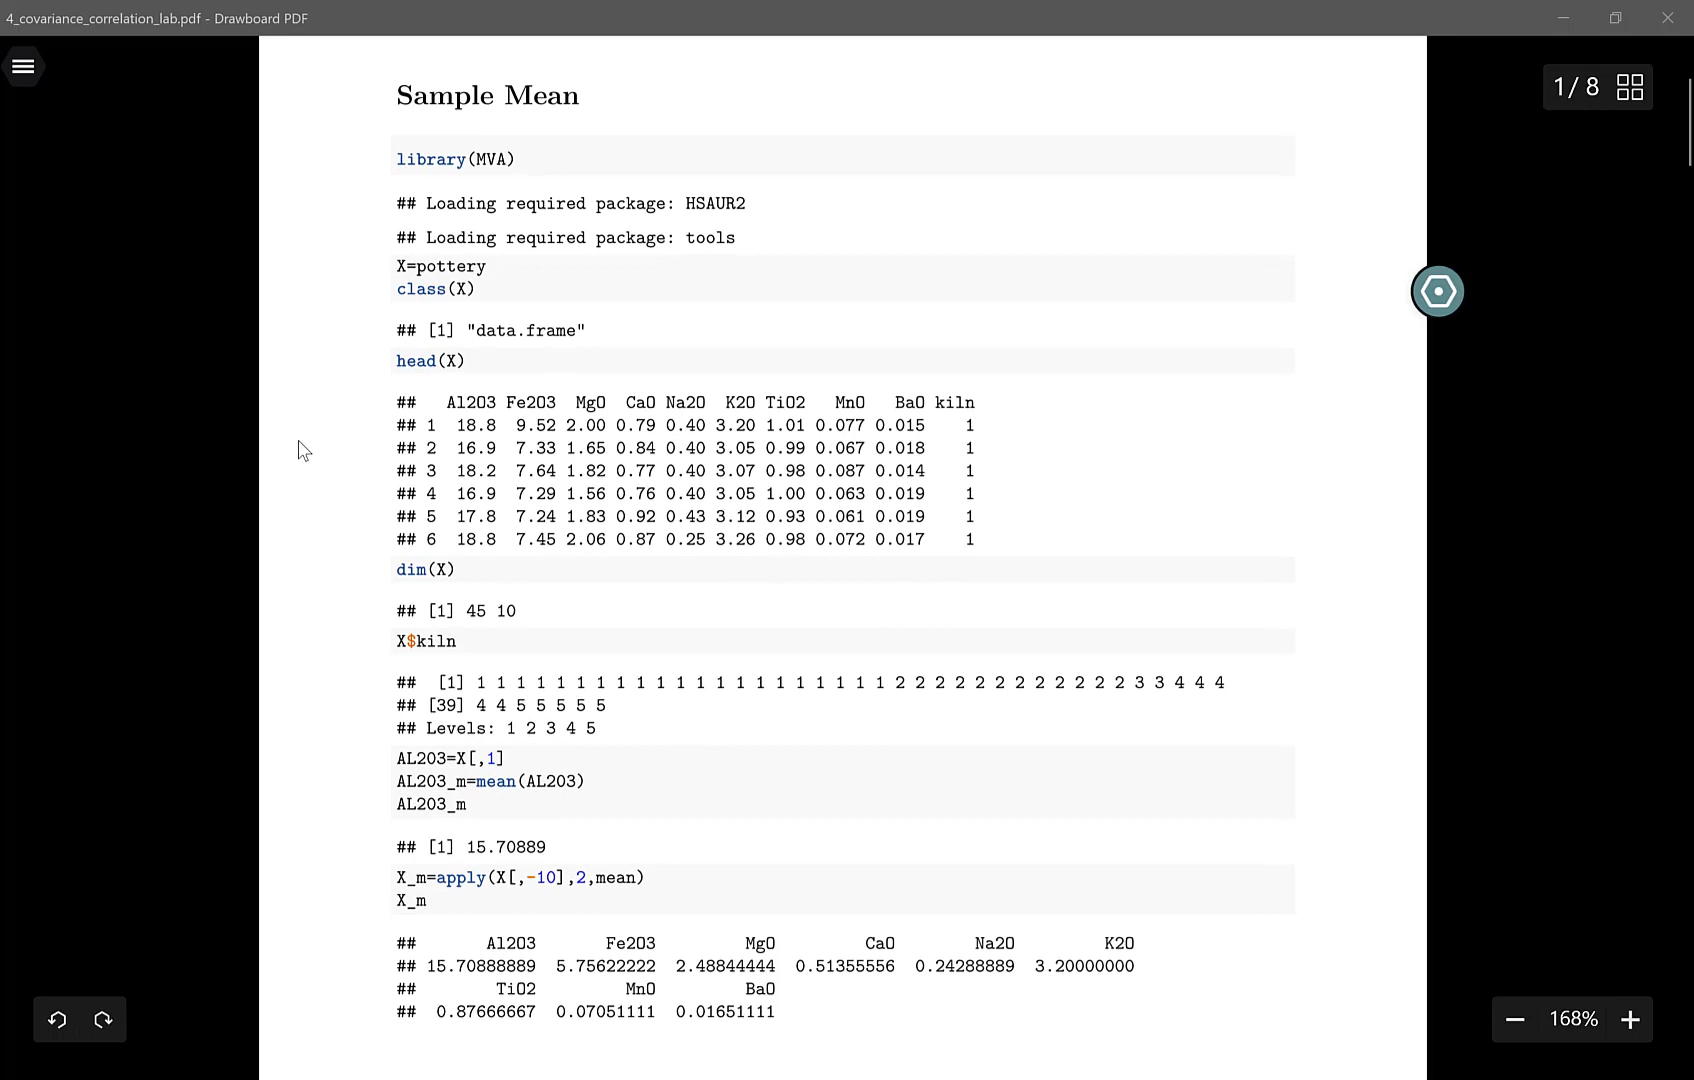 4_covariance_correlation_lab.pdf - Drawboard PDF
1 / 8
Sample Mean
library(MVA)
## Loading required package: HSAUR2
## Loading required package: tools
X=pottery
class(X)
## [1] "data.frame"
head(X)
##   Al2O3 Fe2O3  MgO  CaO Na2O  K2O TiO2   MnO   BaO kiln
## 1  18.8  9.52 2.00 0.79 0.40 3.20 1.01 0.077 0.015    1
## 2  16.9  7.33 1.65 0.84 0.40 3.05 0.99 0.067 0.018    1
## 3  18.2  7.64 1.82 0.77 0.40 3.07 0.98 0.087 0.014    1
## 4  16.9  7.29 1.56 0.76 0.40 3.05 1.00 0.063 0.019    1
## 5  17.8  7.24 1.83 0.92 0.43 3.12 0.93 0.061 0.019    1
## 6  18.8  7.45 2.06 0.87 0.25 3.26 0.98 0.072 0.017    1
dim(X)
## [1] 45 10
X$kiln
##  [1] 1 1 1 1 1 1 1 1 1 1 1 1 1 1 1 1 1 1 1 1 1 2 2 2 2 2 2 2 2 2 2 2 2 3 3 4 4 4
## [39] 4 4 5 5 5 5 5
## Levels: 1 2 3 4 5
AL203=X[,1]
AL203_m=mean(AL203)
AL203_m
## [1] 15.70889
X_m=apply(X[,-10],2,mean)
X_m
##       Al2O3       Fe2O3         MgO         CaO        Na2O         K2O
## 15.70888889  5.75622222  2.48844444  0.51355556  0.24288889  3.20000000
##        TiO2         MnO         BaO
##  0.87666667  0.07051111  0.01651111
168%